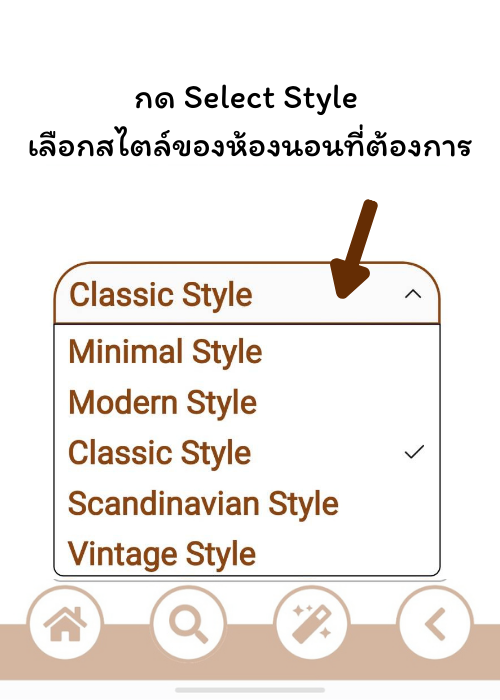 กด Select Style
เลือกสไตล์ของห้องนอนที่ต้องการ
Classic Style
Minimal Style
Modern Style
Classic Style
Scandinavian Style
Vintage Style